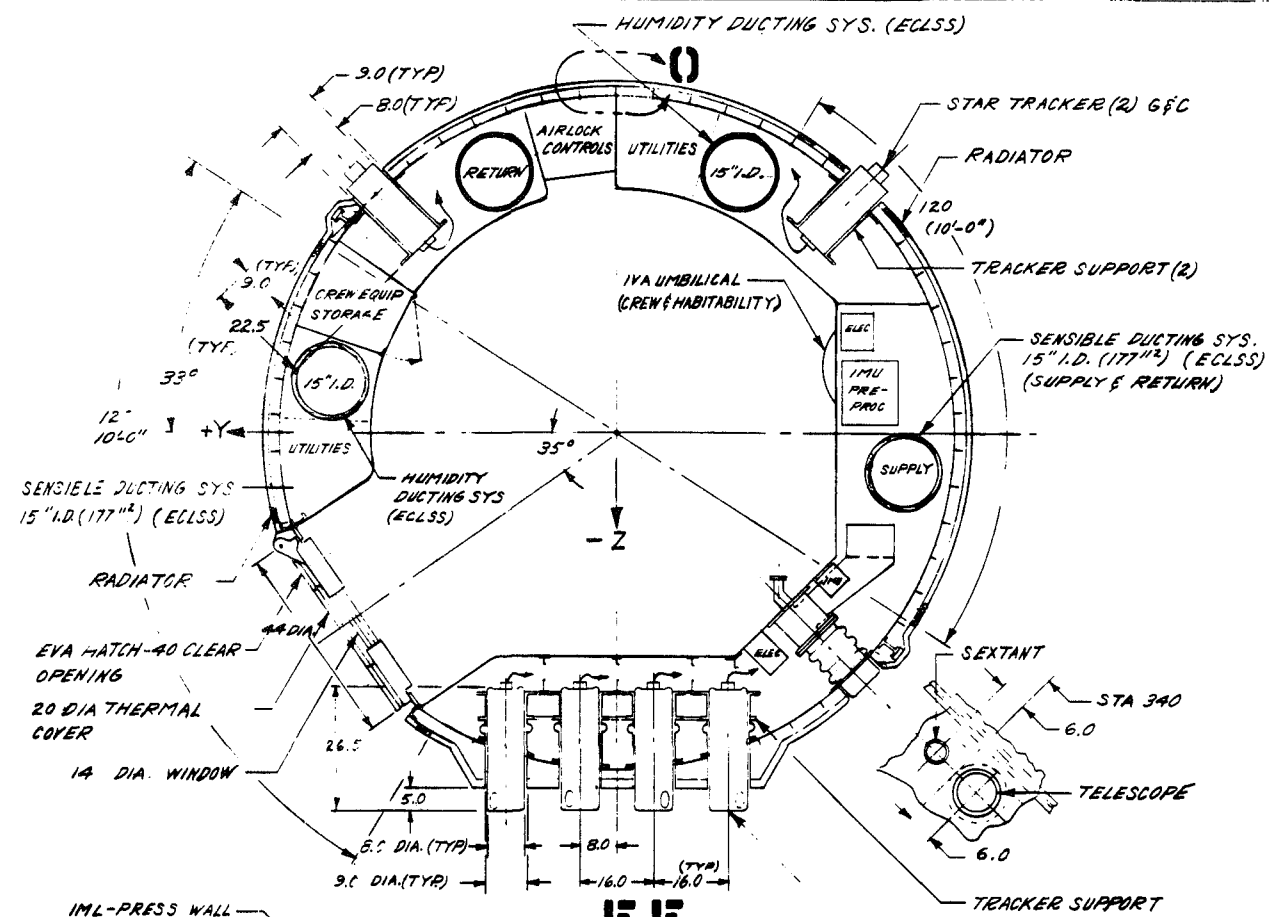 HUMIDITY DUCTING SYS. (ECLSS)
O
9.0 (TYP)
8.0 (TYP)
STAR TRACKER (2) G&C
RADIATOR
120
(10'-0")
TRACKER SUPPORT (2)
AIRLOCK
CONTROLS
UTILITIES
RETURN
15" I.D.
IVA UMBILICAL
(CREW & HABITABILITY)
(TYP)
9.0
CREW EQUIP
STORAGE
22.5
(TYP)
33°
15" I.D.
ELEC
IMU
PRE-
PROC
SENSIBLE DUCTING SYS.
15" I.D. (177"²) (ECLSS)
(SUPPLY & RETURN)
10'-0"
+Y
UTILITIES
35°
SUPPLY
HUMIDITY
DUCTING SYS
(ECLSS)
SENSIBLE DUCTING SYS
15" I.D. (177"²) (ECLSS)
-Z
RADIATOR
IMU
44 DIA.
ELEC
EVA HATCH-40 CLEAR
OPENING
20 DIA THERMAL
COVER
14 DIA. WINDOW
SEXTANT
STA 340
6.0
TELESCOPE
6.0
26.5
5.0
DIA. (TYP)
8.0
DIA. (TYP)
16.0
(TYP)
16.0
TRACKER SUPPORT
IML-PRESS WALL